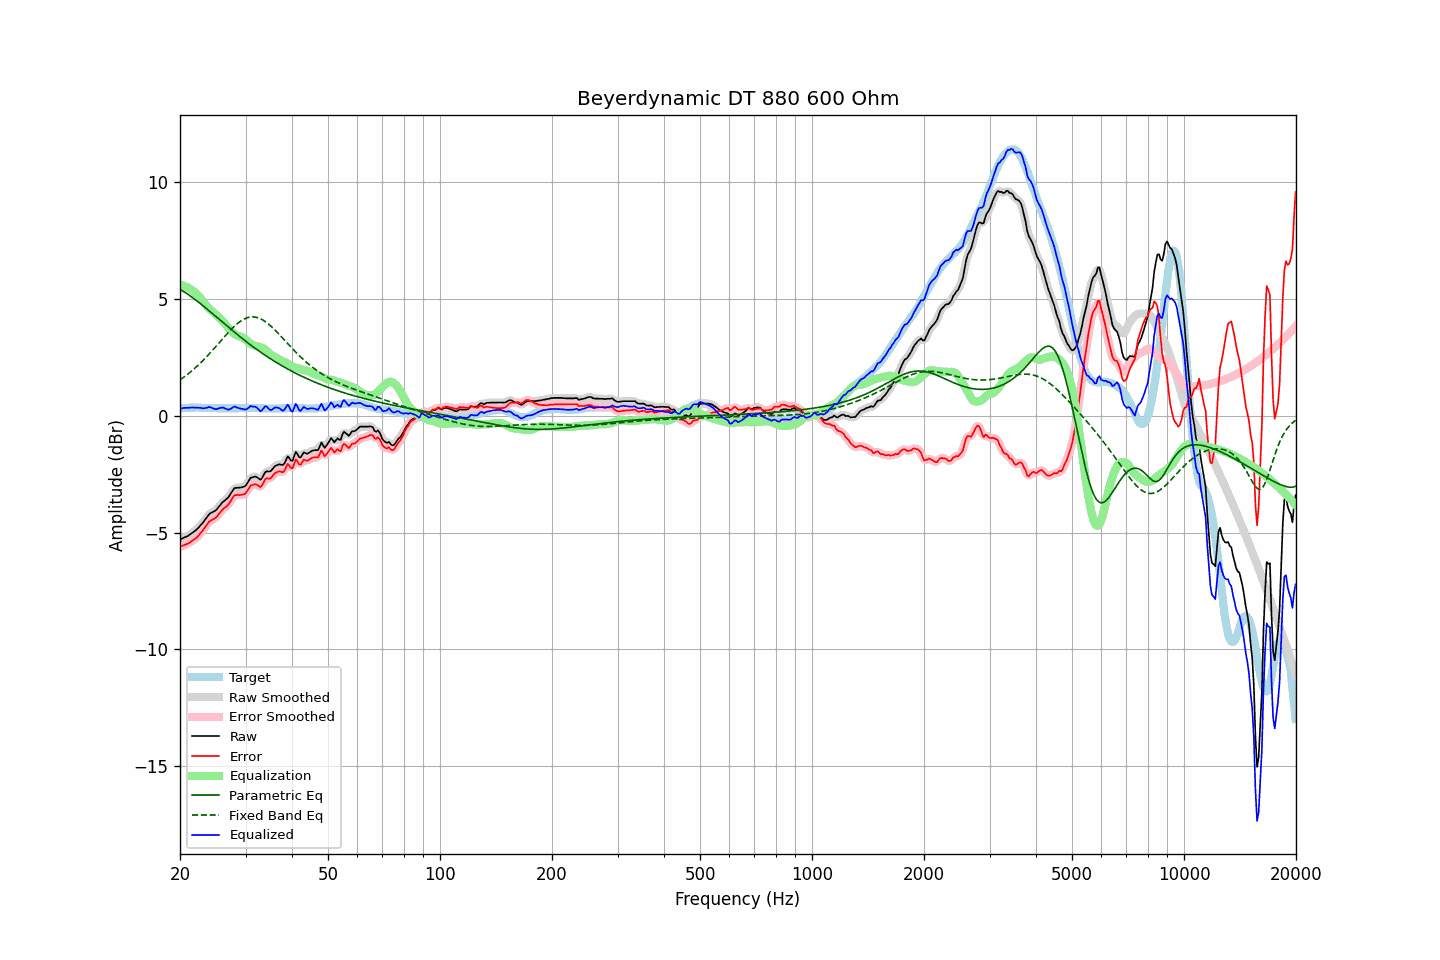 Beyerdynamic DT 880 600 Ohm
Amplitude (dBr)
10
5
0
−5
−10
−15
Target
Raw Smoothed
Error Smoothed
Raw
Error
Equalization
Parametric Eq
Fixed Band Eq
Equalized
20 50 100 200 500 1000 2000 5000 10000 20000
Frequency (Hz)